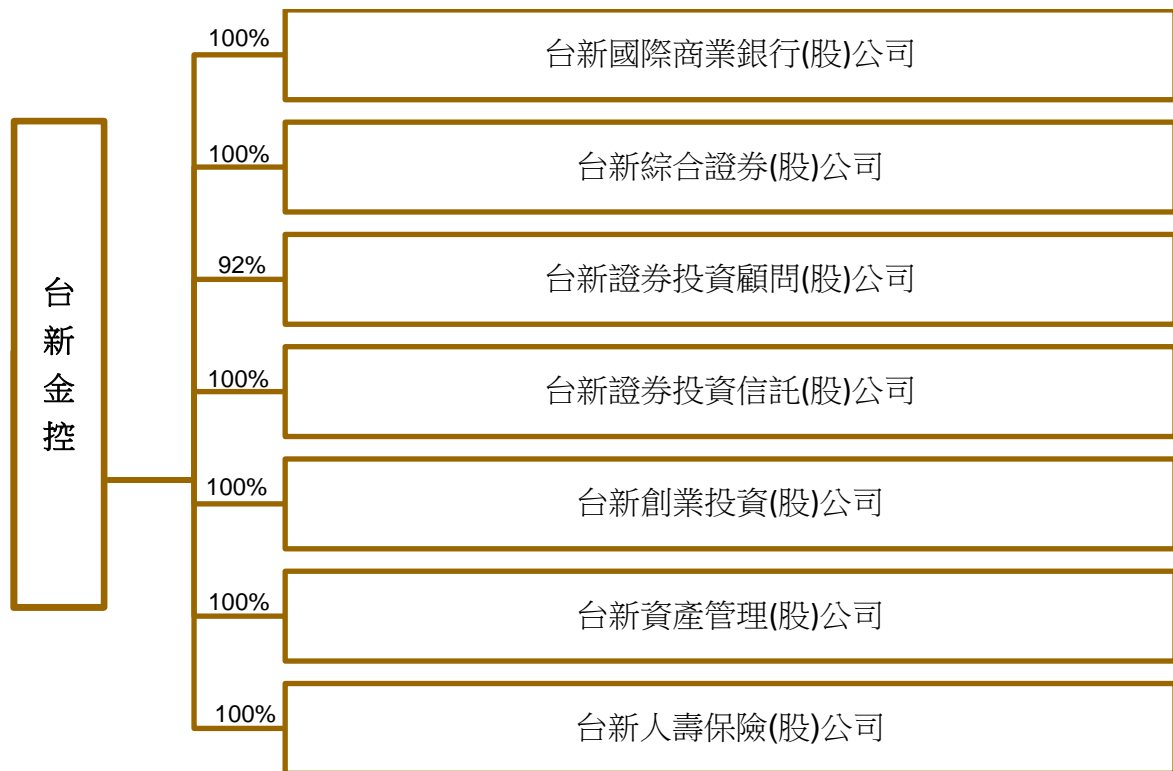 台新金控
100%
台新國際商業銀行(股)公司
100%
台新綜合證券(股)公司
92%
台新證券投資顧問(股)公司
100%
台新證券投資信託(股)公司
100%
台新創業投資(股)公司
100%
台新資產管理(股)公司
100%
台新人壽保險(股)公司